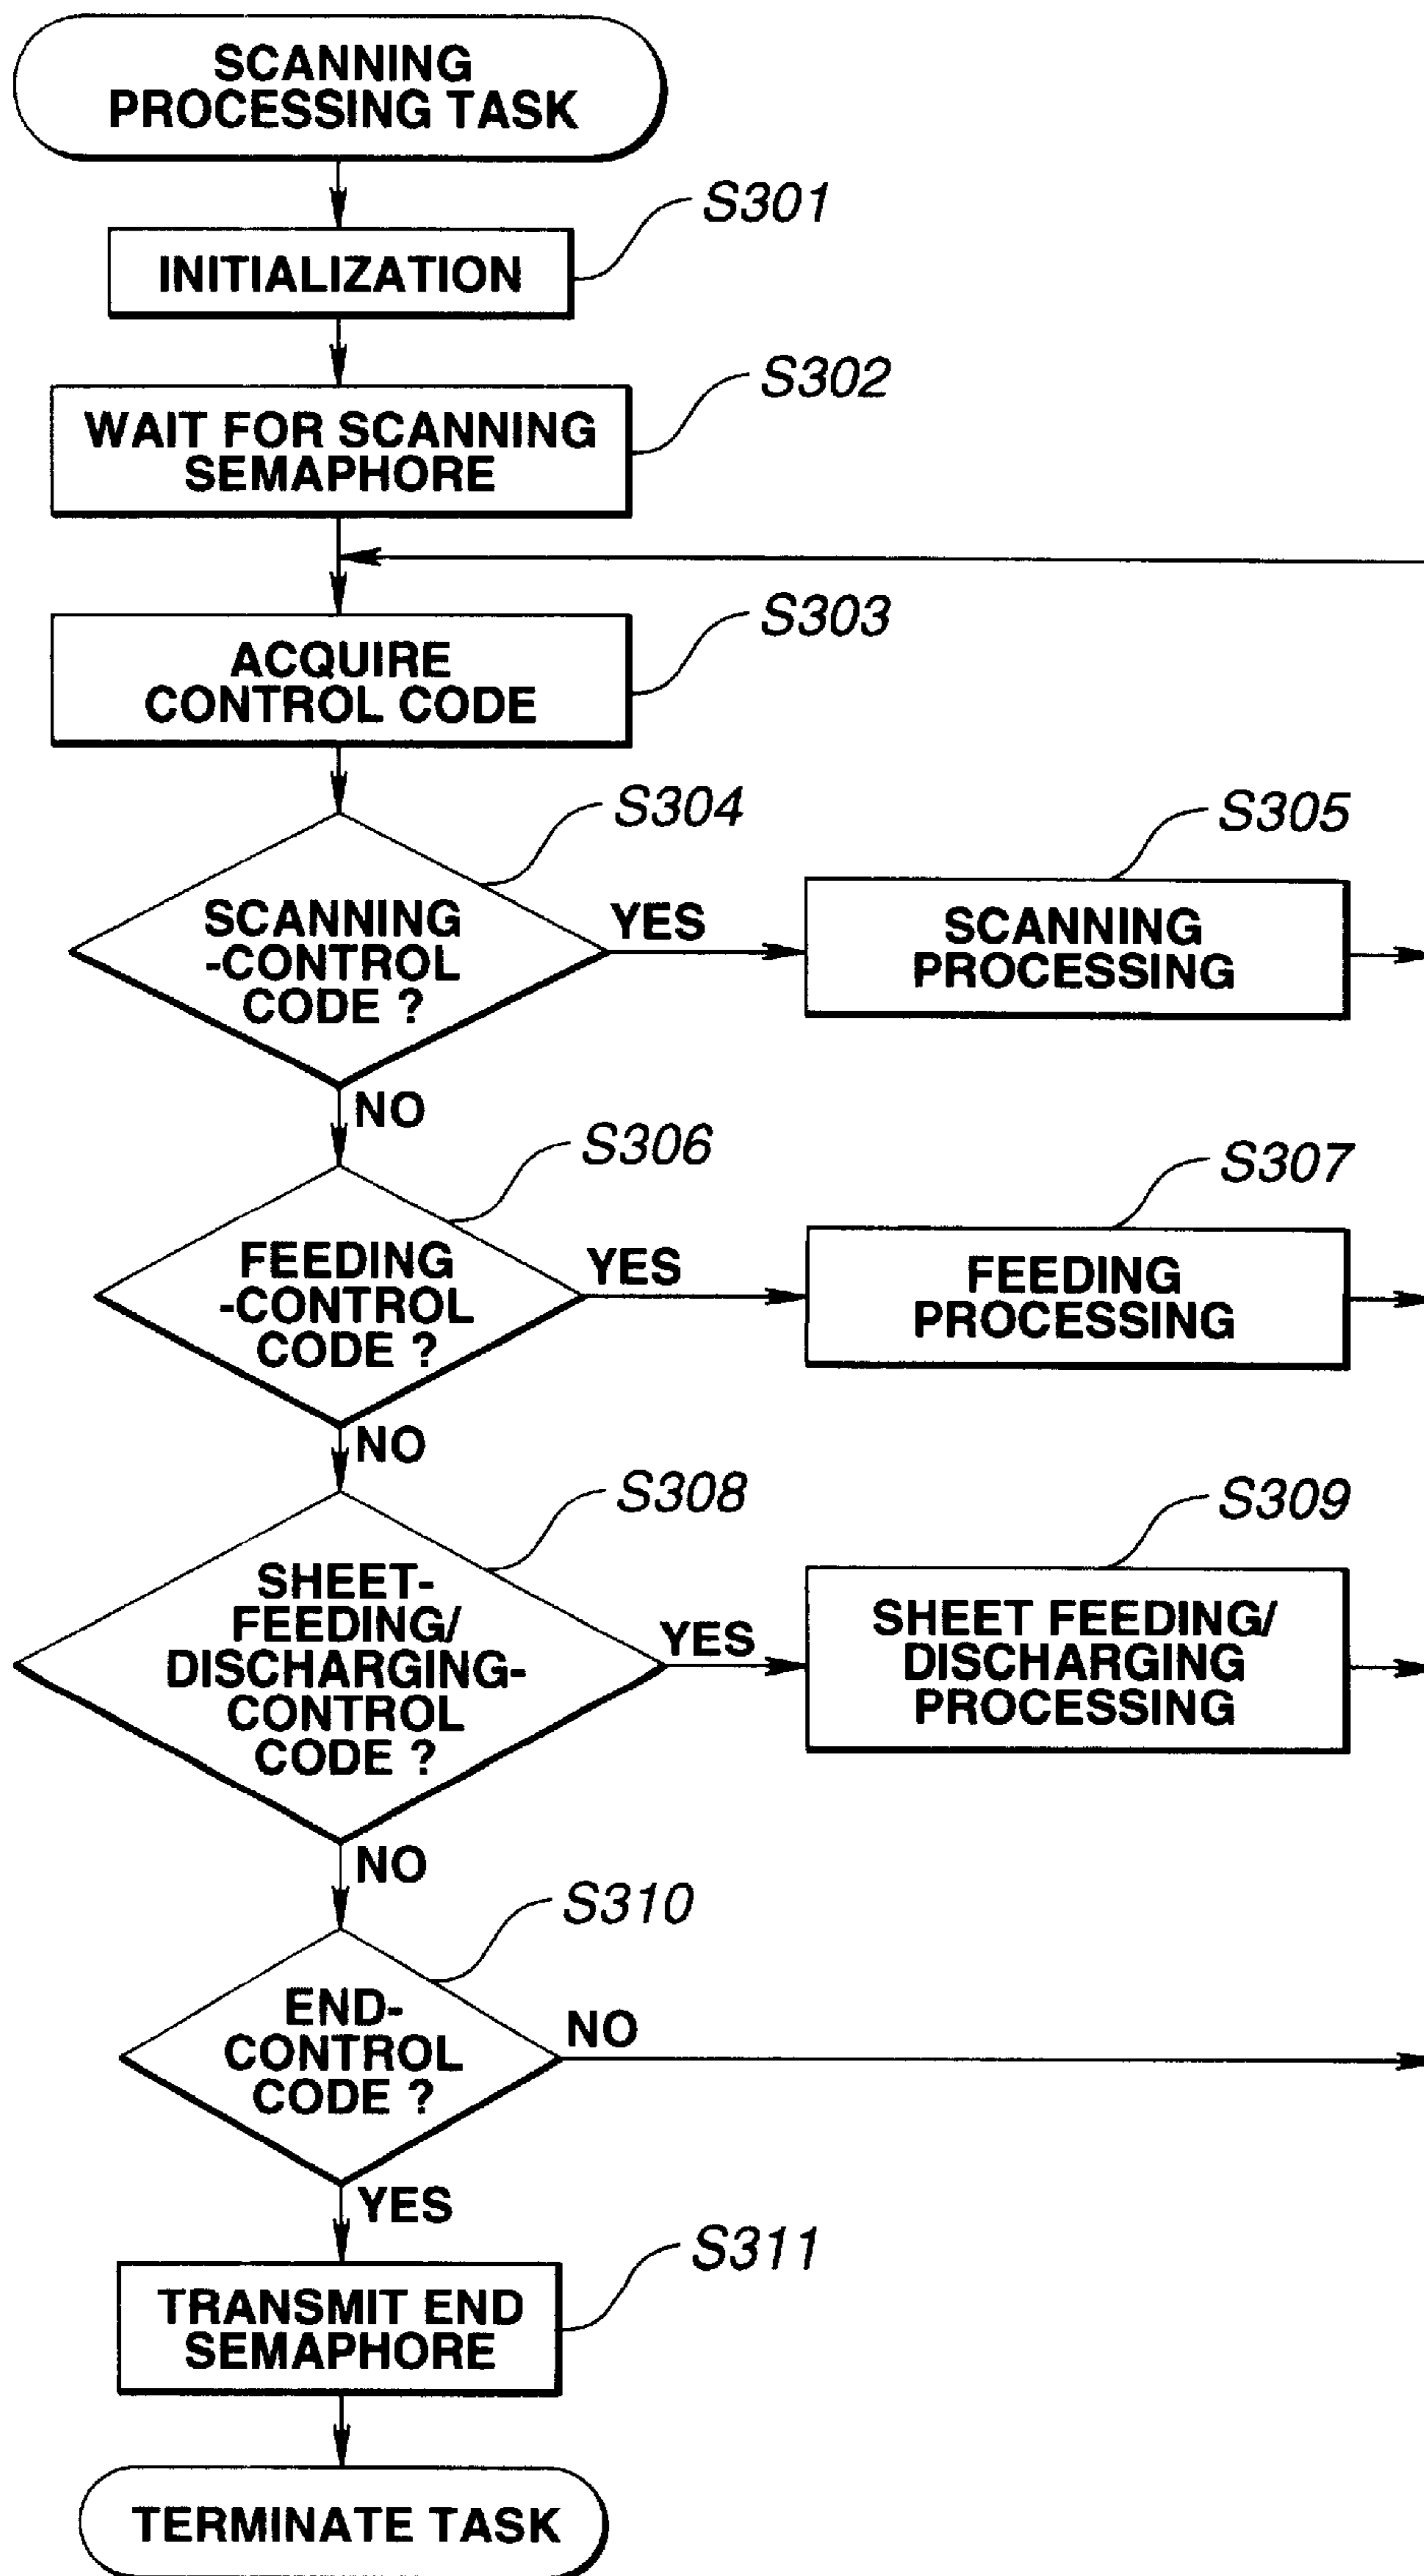 SCANNING
PROCESSING TASK
S301
INITIALIZATION
S302
WAIT FOR SCANNING
SEMAPHORE
S303
ACQUIRE
CONTROL CODE
S304
SCANNING
-CONTROL
CODE ?
YES
S305
SCANNING
PROCESSING
NO
S306
FEEDING
-CONTROL
CODE ?
YES
S307
FEEDING
PROCESSING
NO
S308
SHEET-
FEEDING/
DISCHARGING-
CONTROL
CODE ?
YES
S309
SHEET FEEDING/
DISCHARGING
PROCESSING
NO
S310
END-
CONTROL
CODE ?
NO
YES
S311
TRANSMIT END
SEMAPHORE
TERMINATE TASK